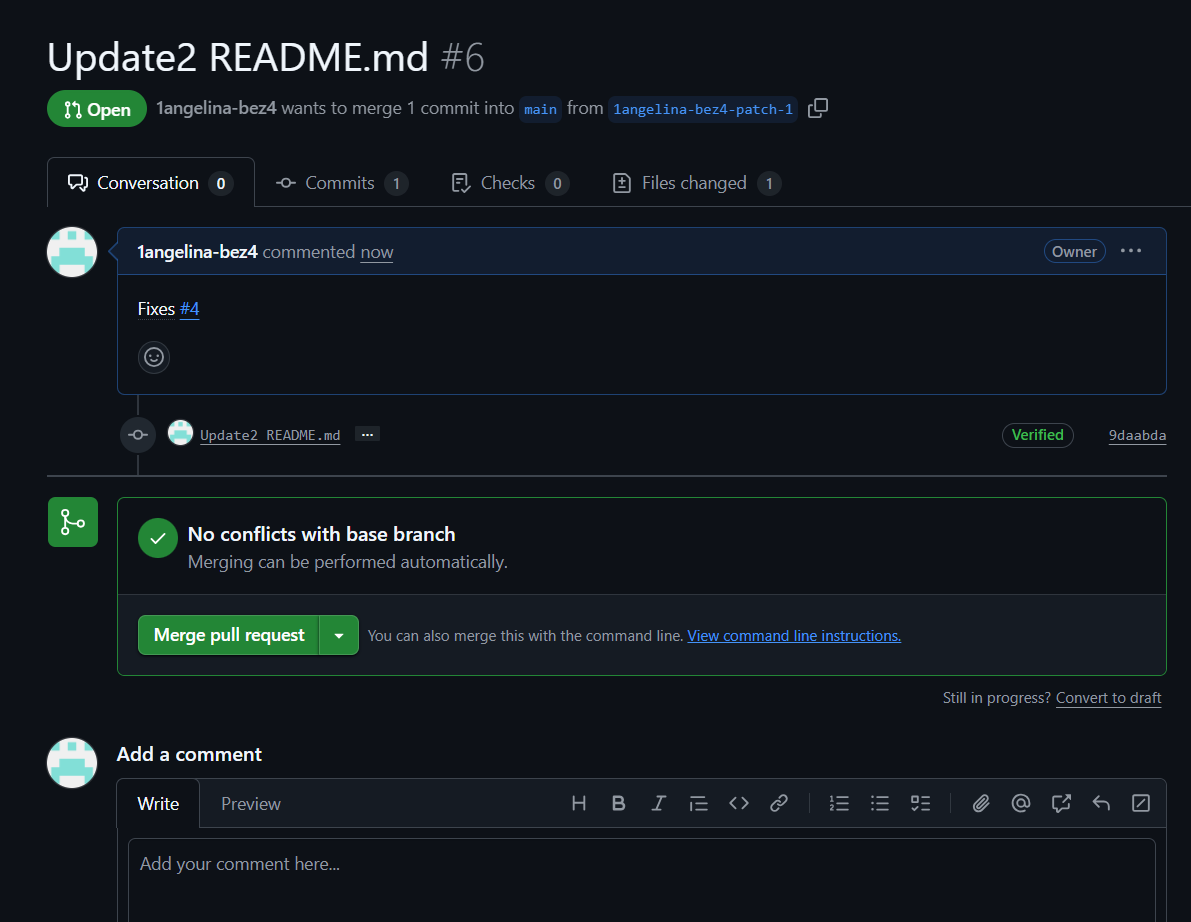 Update2 README.md #6
Open 1angelina-bez4 wants to merge 1 commit into main from 1angelina-bez4-patch-1
Conversation 0 Commits 1 Checks 0 Files changed 1
1angelina-bez4 commented now Owner ...
Fixes #4
Update2 README.md ... Verified 9daabda
No conflicts with base branch
Merging can be performed automatically.
Merge pull request You can also merge this with the command line. View command line instructions.
Still in progress? Convert to draft
Add a comment
Write Preview
Add your comment here...